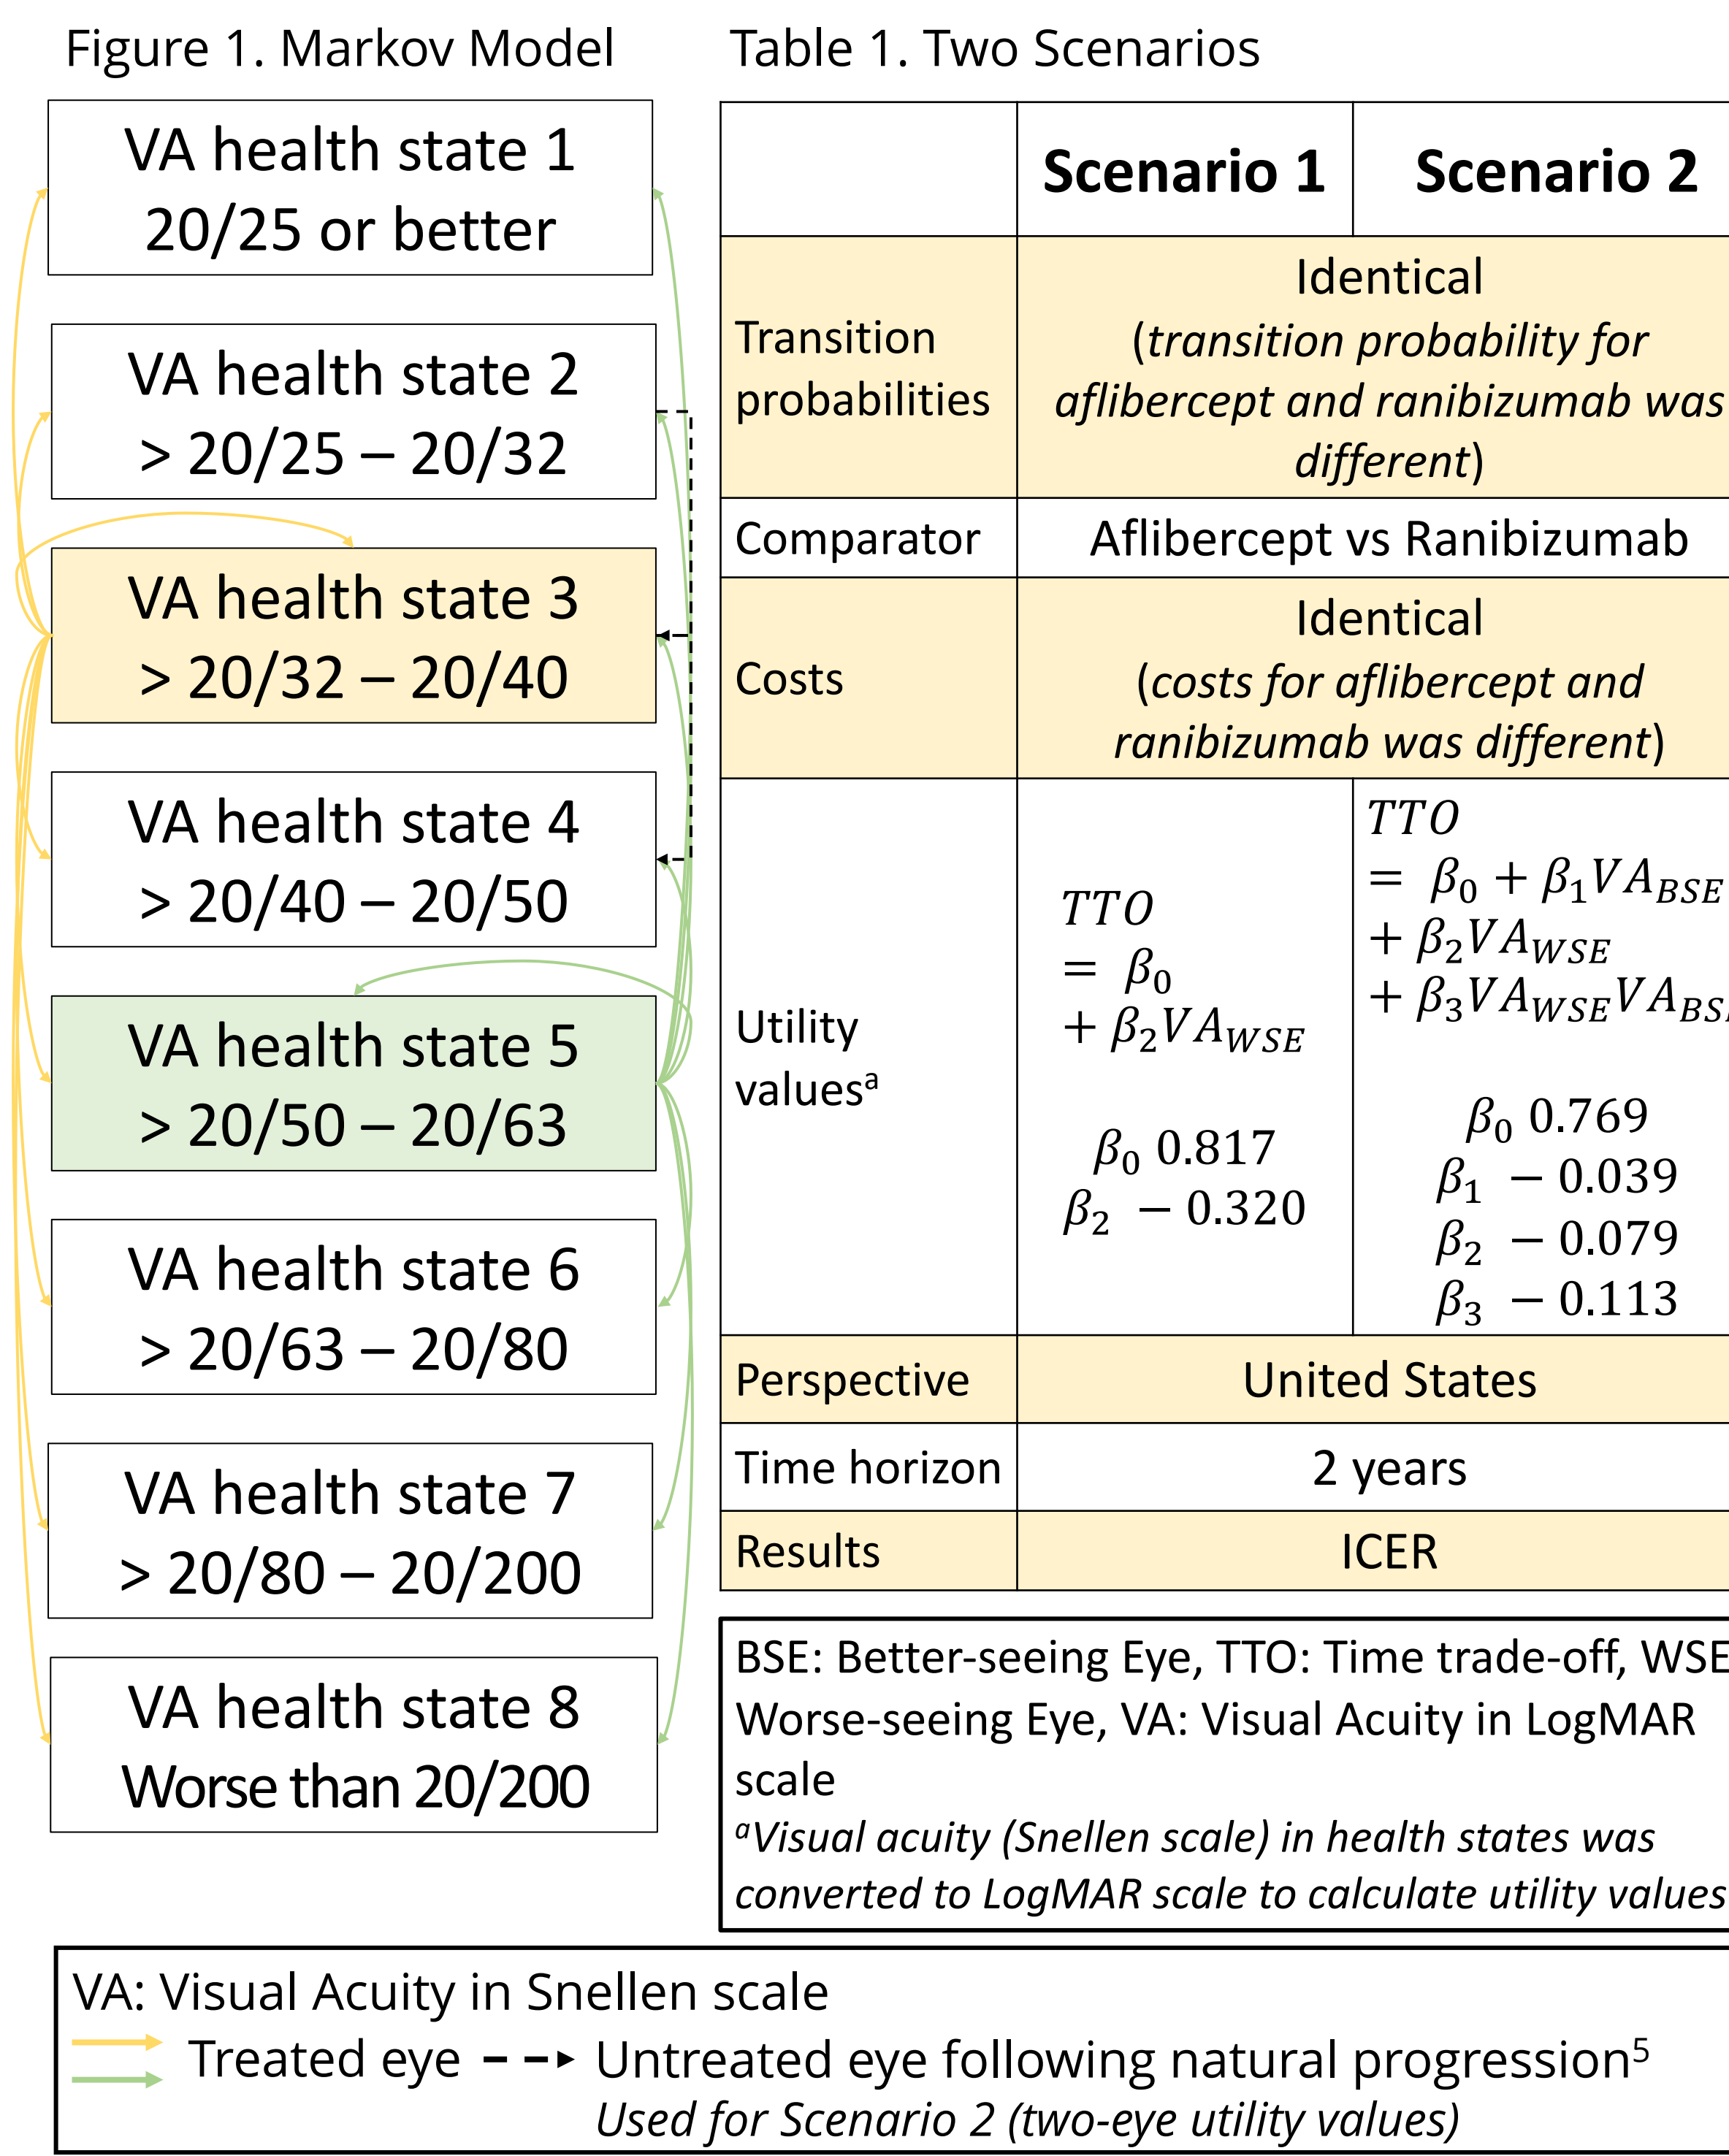 Figure 1. Markov Model
VA health state 1
20/25 or better
VA health state 2
> 20/25 – 20/32
VA health state 3
> 20/32 – 20/40
VA health state 4
> 20/40 – 20/50
VA health state 5
> 20/50 – 20/63
VA health state 6
> 20/63 – 20/80
VA health state 7
> 20/80 – 20/200
VA health state 8
Worse than 20/200
Table 1. Two Scenarios
Scenario 1
Scenario 2
Transition
probabilities
Identical
(transition probability for
aflibercept and ranibizumab was
different)
Comparator
Aflibercept vs Ranibizumab
Costs
Identical
(costs for aflibercept and
ranibizumab was different)
Utility
valuesᵃ
TTO
= β₀
+ β₂VA_WSE
β₀ 0.817
β₂ − 0.320
TTO
= β₀ + β₁VA_BSE
+ β₂VA_WSE
+ β₃VA_WSEVA_BS
β₀ 0.769
β₁ − 0.039
β₂ − 0.079
β₃ − 0.113
Perspective
United States
Time horizon
2 years
Results
ICER
BSE: Better-seeing Eye, TTO: Time trade-off, WSE
Worse-seeing Eye, VA: Visual Acuity in LogMAR
scale
ᵃVisual acuity (Snellen scale) in health states was
converted to LogMAR scale to calculate utility values
VA: Visual Acuity in Snellen scale
Treated eye
Untreated eye following natural progression⁵
Used for Scenario 2 (two-eye utility values)